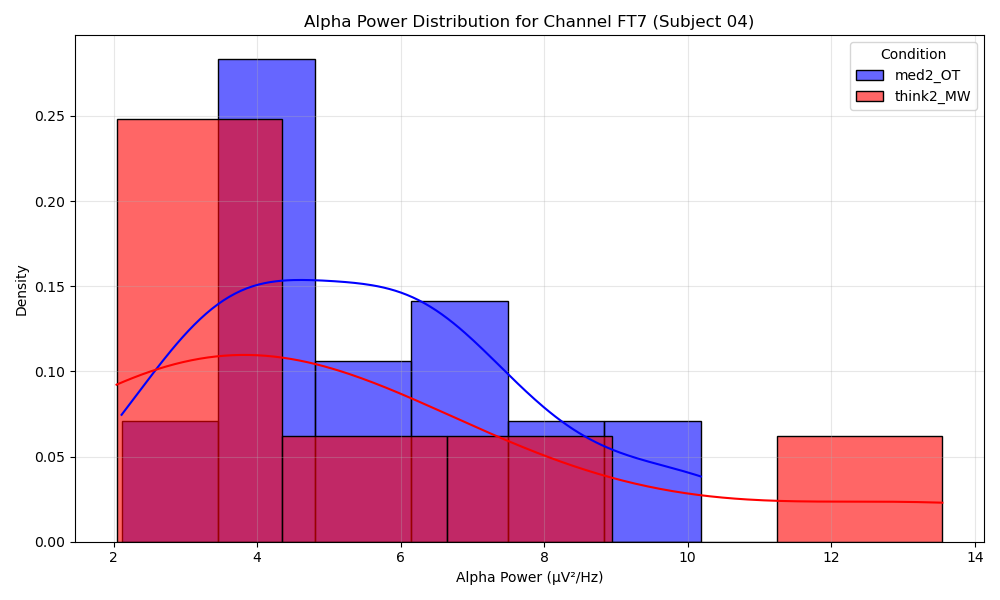 Alpha Power Distribution for Channel FT7 (Subject 04)
Condition
med2_OT
think2_MW
Density
0.25
0.20
0.15
0.10
0.05
0.00
2 4 6 8 10 12 14
Alpha Power (µV²/Hz)